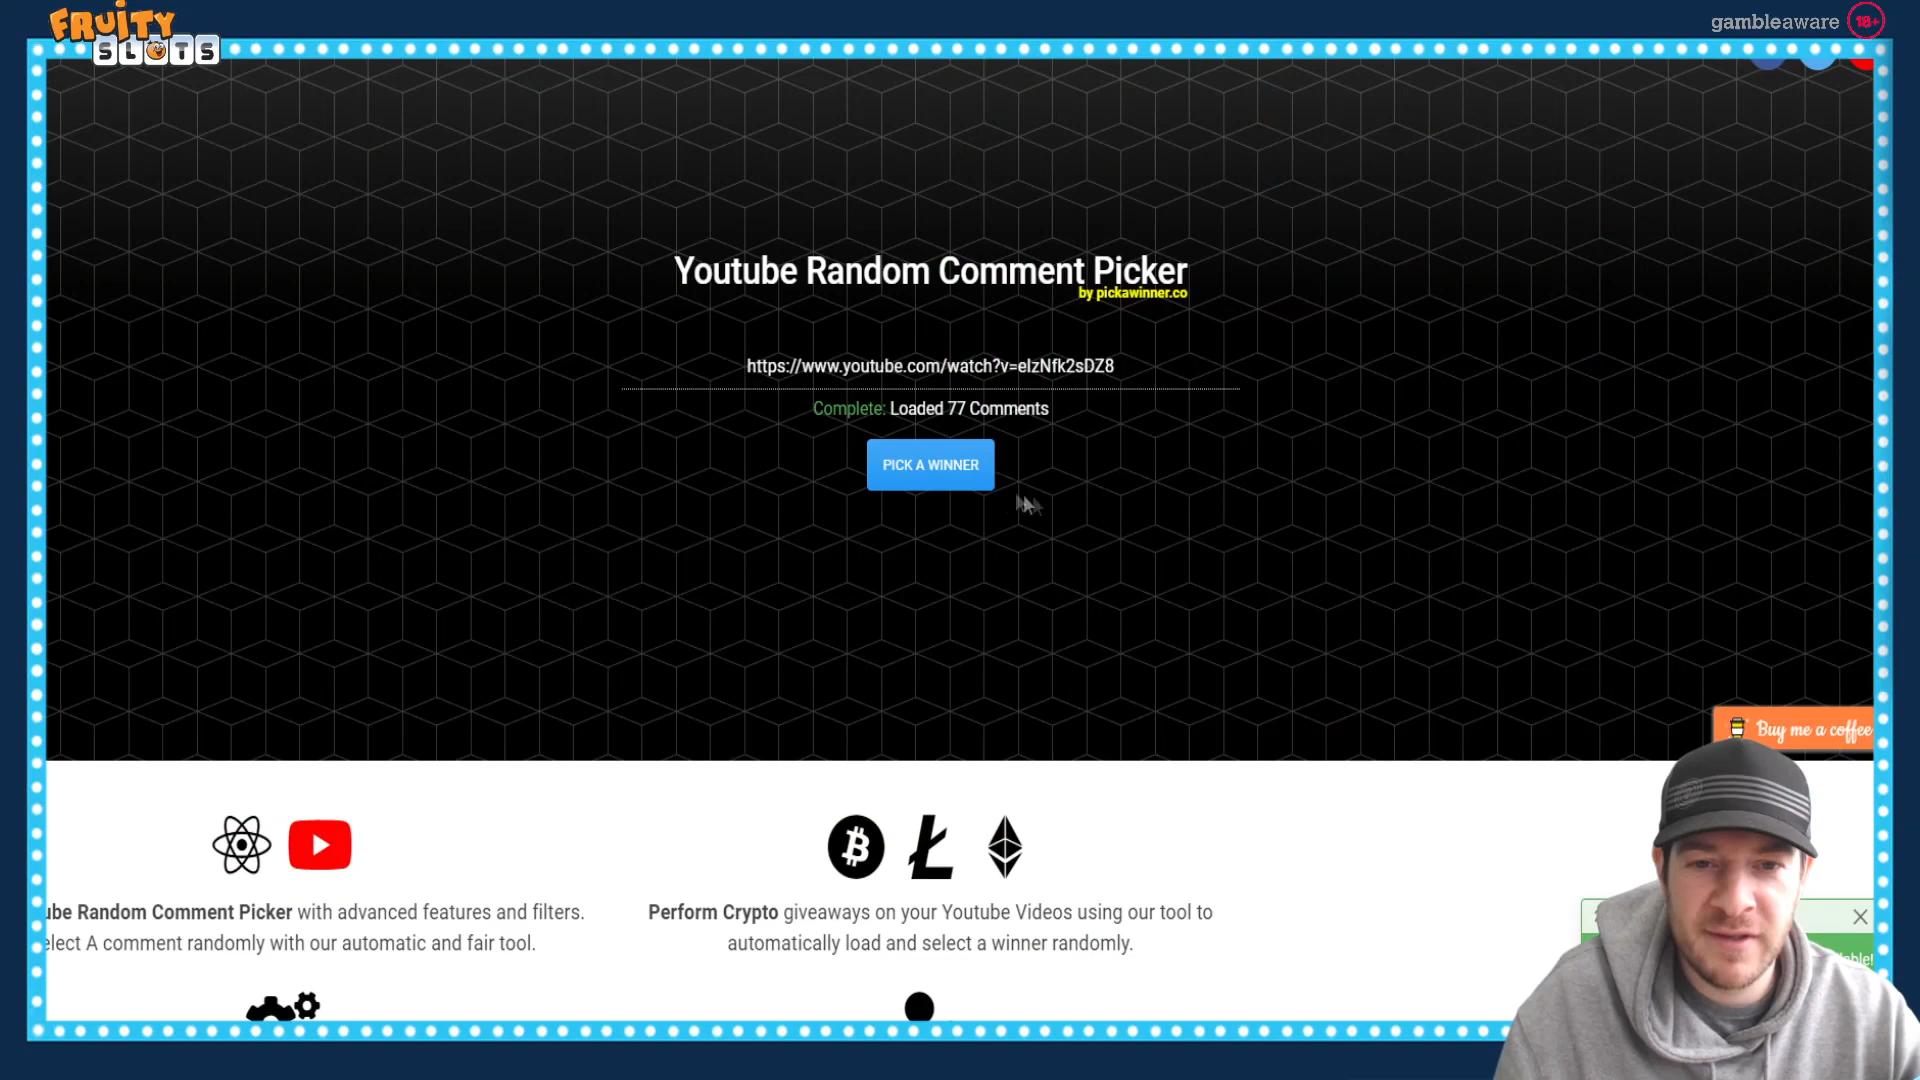 FRUiTY
SLOTS
gambleaware 18+
Youtube Random Comment Picker
by pickawinner.co
https://www.youtube.com/watch?v=eIzNfk2sDZ8
Complete: Loaded 77 Comments
PICK A WINNER
Buy me a coffee
ube Random Comment Picker with advanced features and filters.
elect A comment randomly with our automatic and fair tool.
Perform Crypto giveaways on your Youtube Videos using our tool to
automatically load and select a winner randomly.